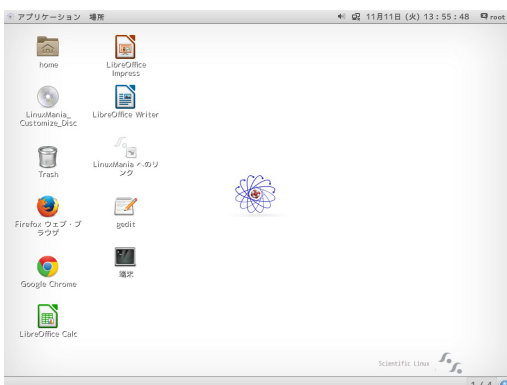 アプリケーション 場所
11月11日 (火) 13:55:48 root
home
LibreOffice
Impress
LinuxMania_
Customize_Disc
LibreOffice Writer
Trash
LinuxMania へのリ
ンク
Firefox ウェブ・ブ
ラウザ
gedit
Google Chrome
端末
LibreOffice Calc
Scientific Linux
1 / 4